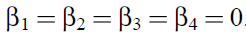 β₁ = β₂ = β₃ = β₄ = 0.